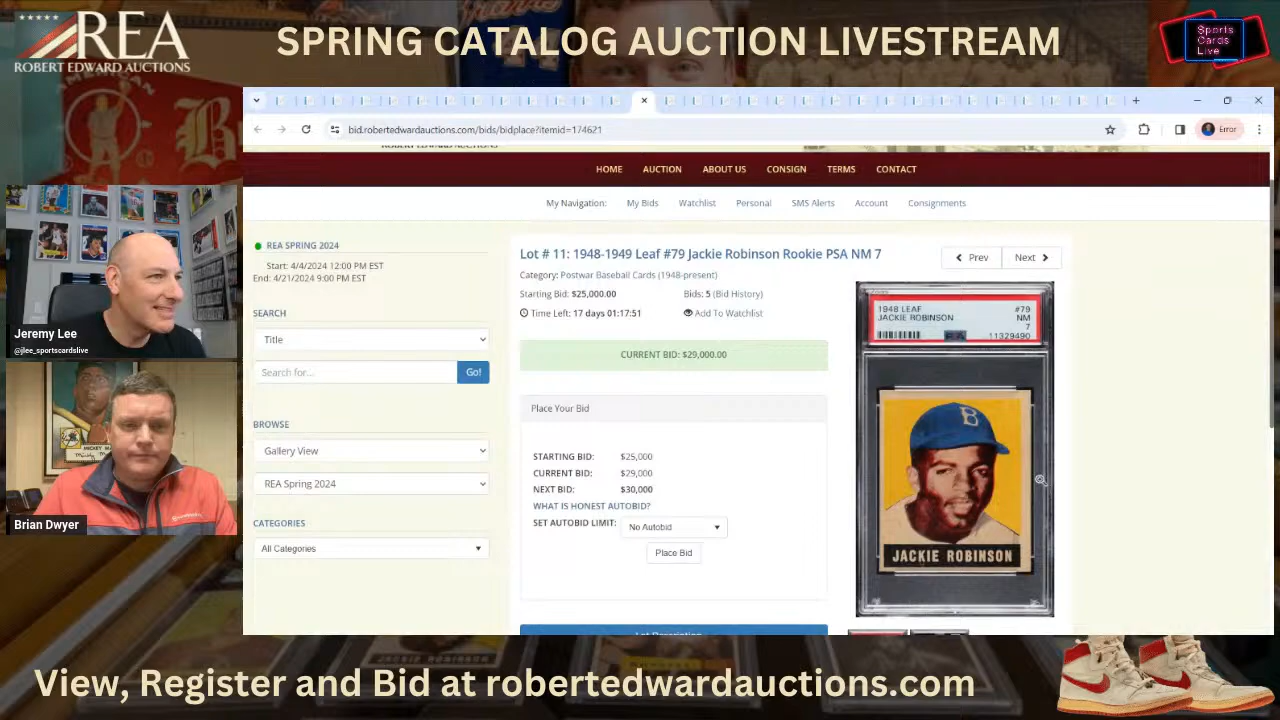 ★★★★★ REA
ROBERT EDWARD AUCTIONS
SPRING CATALOG AUCTION LIVESTREAM
Sports
Cards
Live
bid.robertedwardauctions.com/bids/bidplace?itemid=174621
Error
ROBERT EDWARD AUCTIONS
HOME AUCTION ABOUT US CONSIGN TERMS CONTACT
My Navigation: My Bids Watchlist Personal SMS Alerts Account Consignments
REA SPRING 2024
Start: 4/4/2024 12:00 PM EST
End: 4/21/2024 9:00 PM EST
SEARCH
Title
Search for...
Go!
BROWSE
Gallery View
REA Spring 2024
CATEGORIES
All Categories
Lot # 11: 1948-1949 Leaf #79 Jackie Robinson Rookie PSA NM 7
Prev Next
Category: Postwar Baseball Cards (1948-present)
Starting Bid: $25,000.00 Bids: 5 (Bid History)
Time Left: 17 days 01:17:51 Add To Watchlist
CURRENT BID: $29,000.00
Place Your Bid
STARTING BID: $25,000
CURRENT BID: $29,000
NEXT BID: $30,000
WHAT IS HONEST AUTOBID?
SET AUTOBID LIMIT: No Autobid
Place Bid
Lot Description
1948 LEAF #79
JACKIE ROBINSON NM
7
11329490
B
JACKIE ROBINSON
Jeremy Lee
@jlee_sportscardslive
Brian Dwyer
View, Register and Bid at robertedwardauctions.com